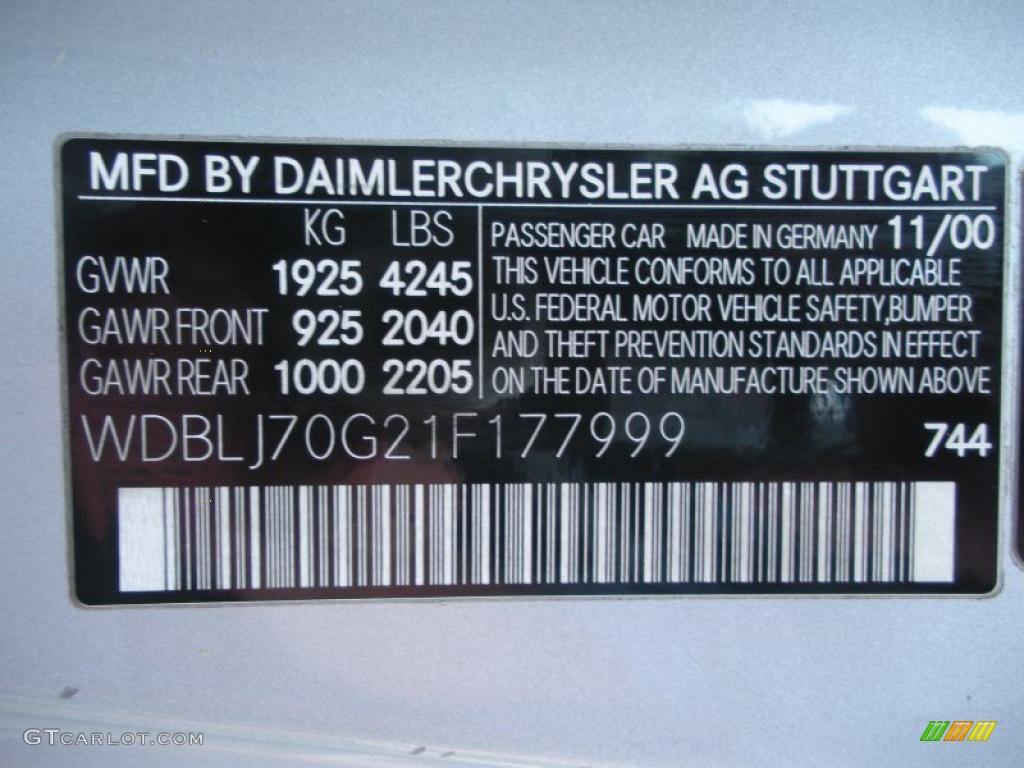 MFD BY DAIMLERCHRYSLER AG STUTTGART
KG LBS
GVWR 1925 4245
GAWR FRONT 925 2040
GAWR REAR 1000 2205
PASSENGER CAR MADE IN GERMANY 11/00
THIS VEHICLE CONFORMS TO ALL APPLICABLE
U.S. FEDERAL MOTOR VEHICLE SAFETY,BUMPER
AND THEFT PREVENTION STANDARDS IN EFFECT
ON THE DATE OF MANUFACTURE SHOWN ABOVE
WDBLJ70G21F177999 744
GTCARLOT.COM